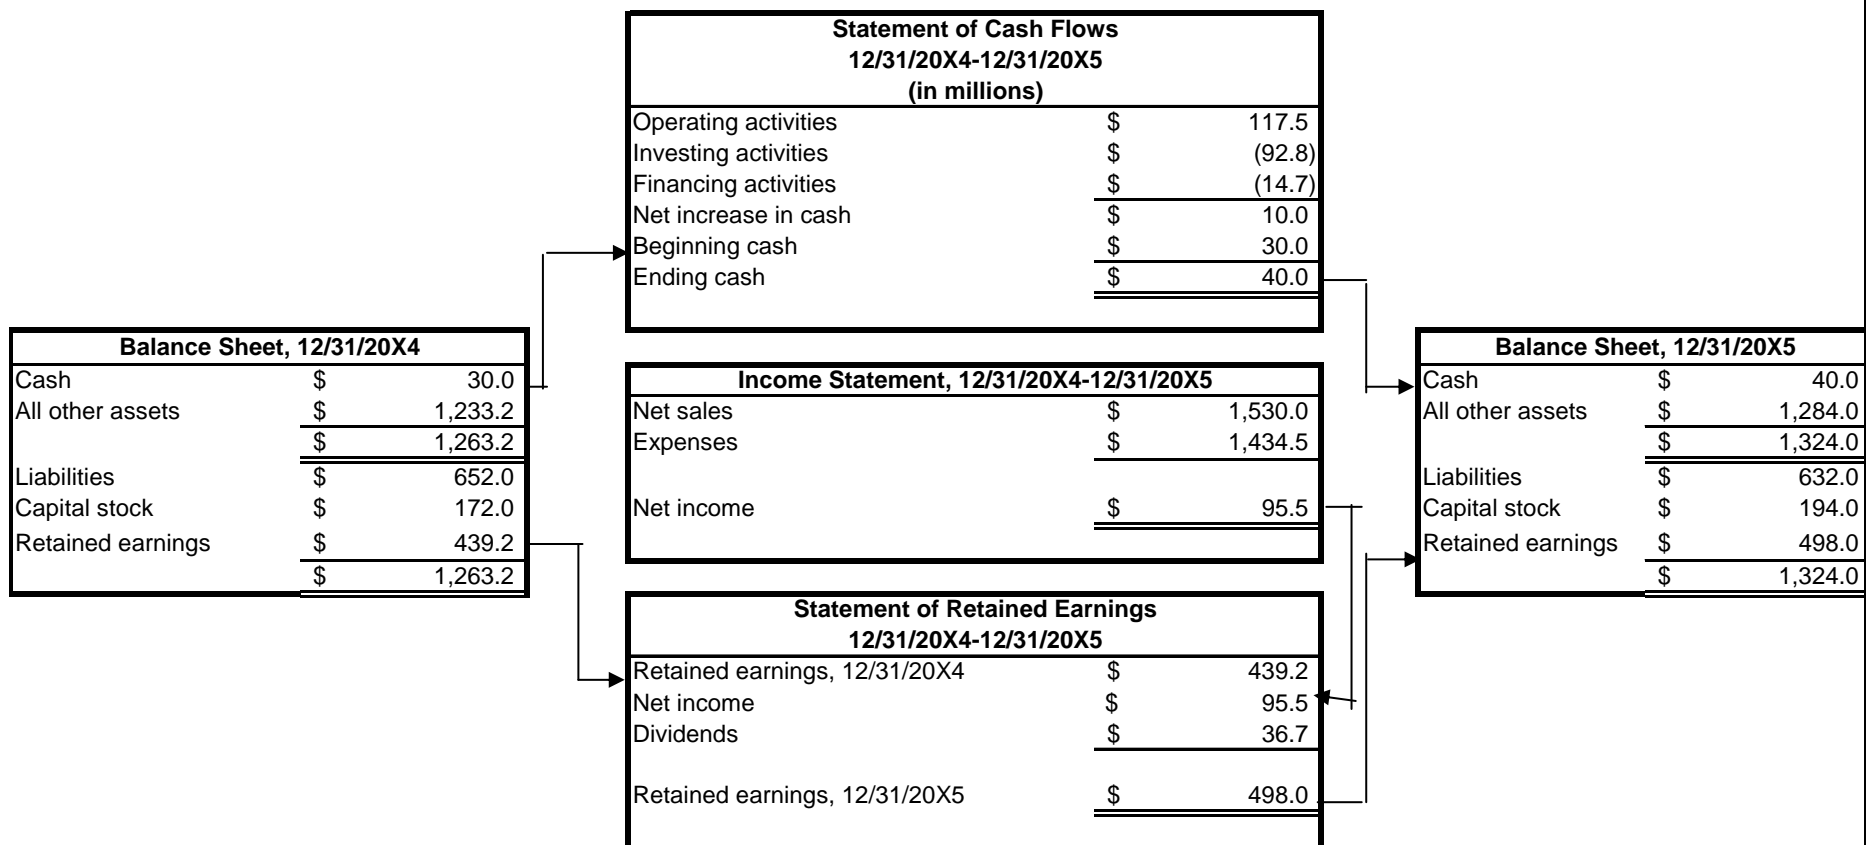 Statement of Cash Flows
12/31/20X4-12/31/20X5
(in millions)
Operating activities $ 117.5
Investing activities $ (92.8)
Financing activities $ (14.7)
Net increase in cash $ 10.0
Beginning cash $ 30.0
Ending cash $ 40.0
Balance Sheet, 12/31/20X4
Cash $ 30.0
All other assets $ 1,233.2
$ 1,263.2
Liabilities $ 652.0
Capital stock $ 172.0
Retained earnings $ 439.2
$ 1,263.2
Income Statement, 12/31/20X4-12/31/20X5
Net sales $ 1,530.0
Expenses $ 1,434.5
Net income $ 95.5
Statement of Retained Earnings
12/31/20X4-12/31/20X5
Retained earnings, 12/31/20X4 $ 439.2
Net income $ 95.5
Dividends $ 36.7
Retained earnings, 12/31/20X5 $ 498.0
Balance Sheet, 12/31/20X5
Cash $ 40.0
All other assets $ 1,284.0
$ 1,324.0
Liabilities $ 632.0
Capital stock $ 194.0
Retained earnings $ 498.0
$ 1,324.0